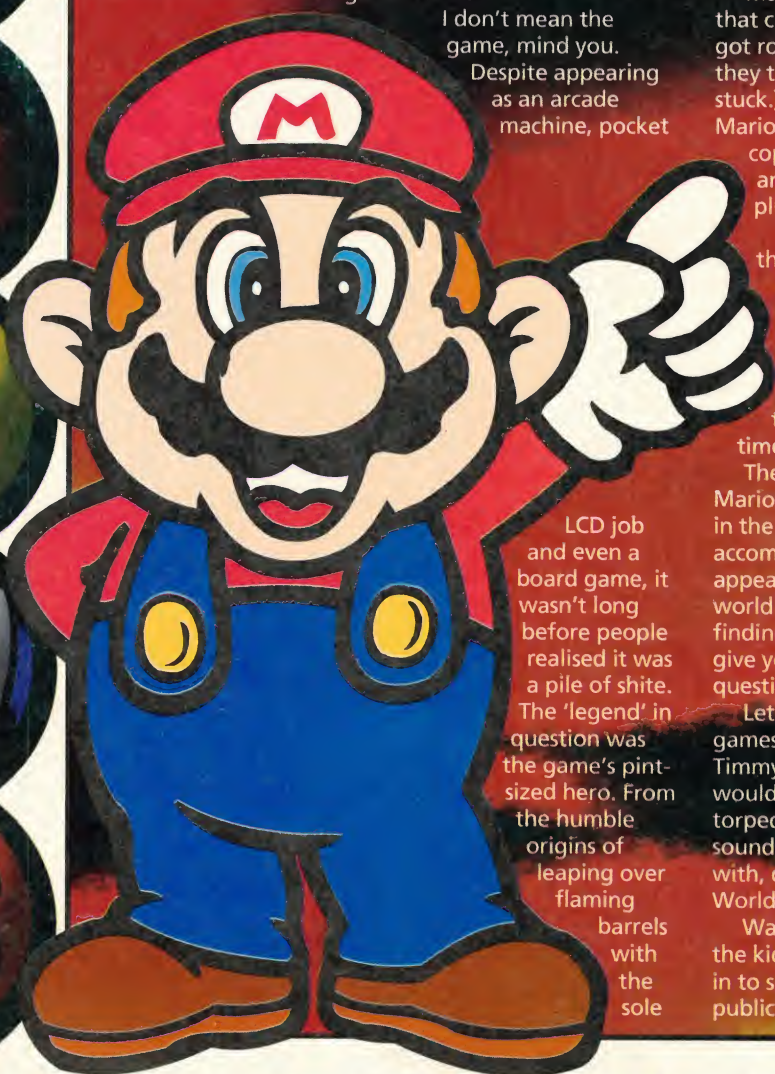 M
I don't mean the
game, mind you.
Despite appearing
as an arcade
machine, pocket
LCD job
and even a
board game, it
wasn't long
before people
realised it was
a pile of shite.
The 'legend' in
question was
the game's pint-
sized hero. From
the humble
origins of
leaping over
flaming
barrels
with
the
sole
that c
got ro
they t
stuck.
Mario
co
an
pl
th
t
time
The
Mario
in the
accom
appea
world
findin
give yo
questi
Let
games
Timmy
would
torped
sound
with,
World
Wa
the kid
in to s
public